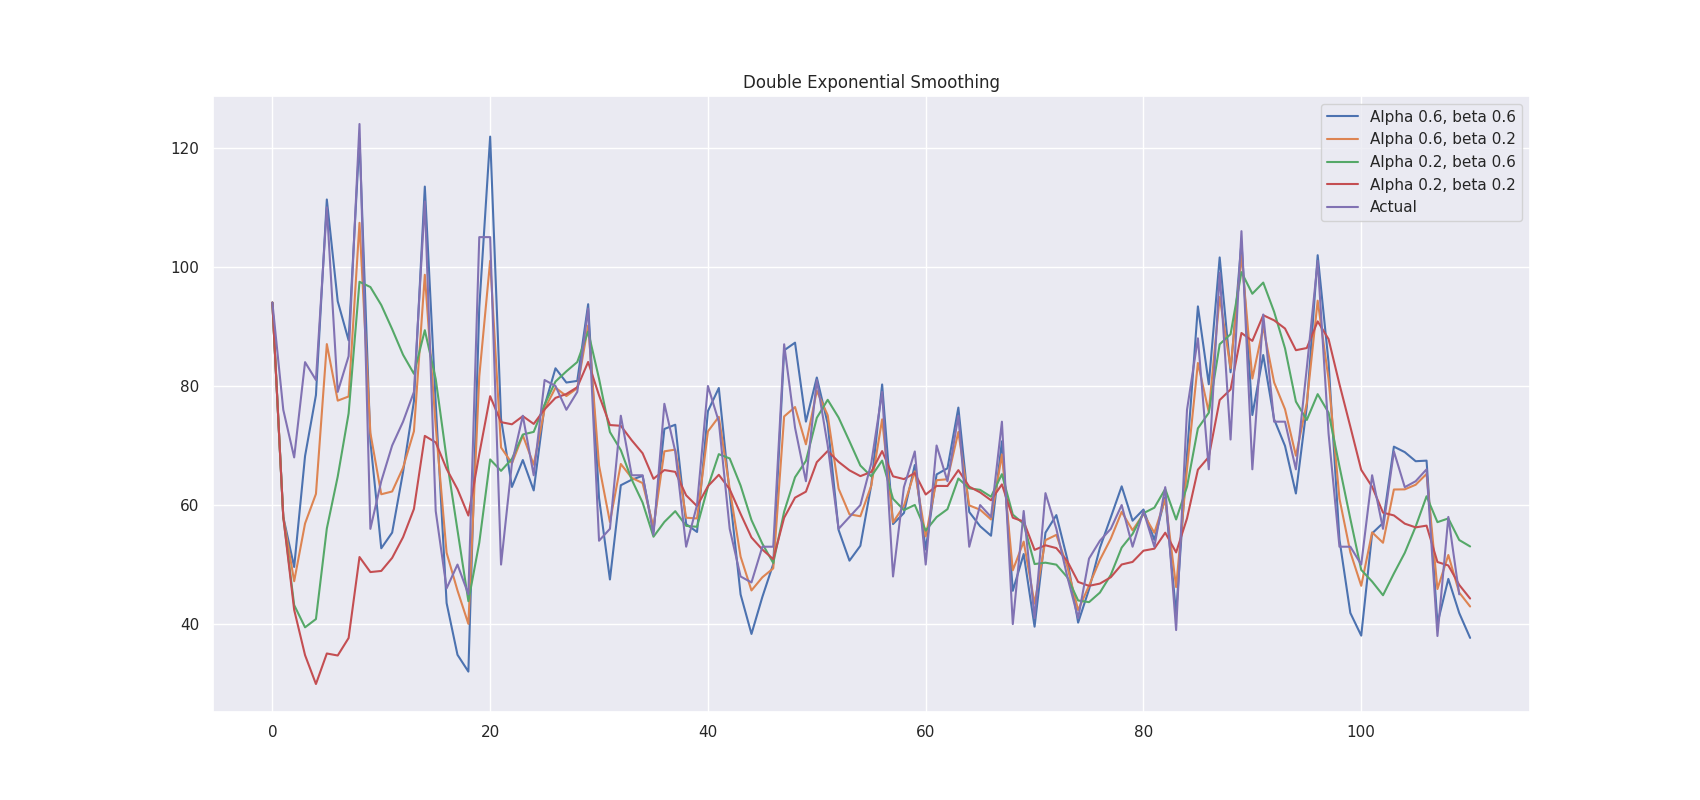 Double Exponential Smoothing
Alpha 0.6, beta 0.6
Alpha 0.6, beta 0.2
Alpha 0.2, beta 0.6
Alpha 0.2, beta 0.2
Actual
120
100
80
60
40
0 20 40 60 80 100